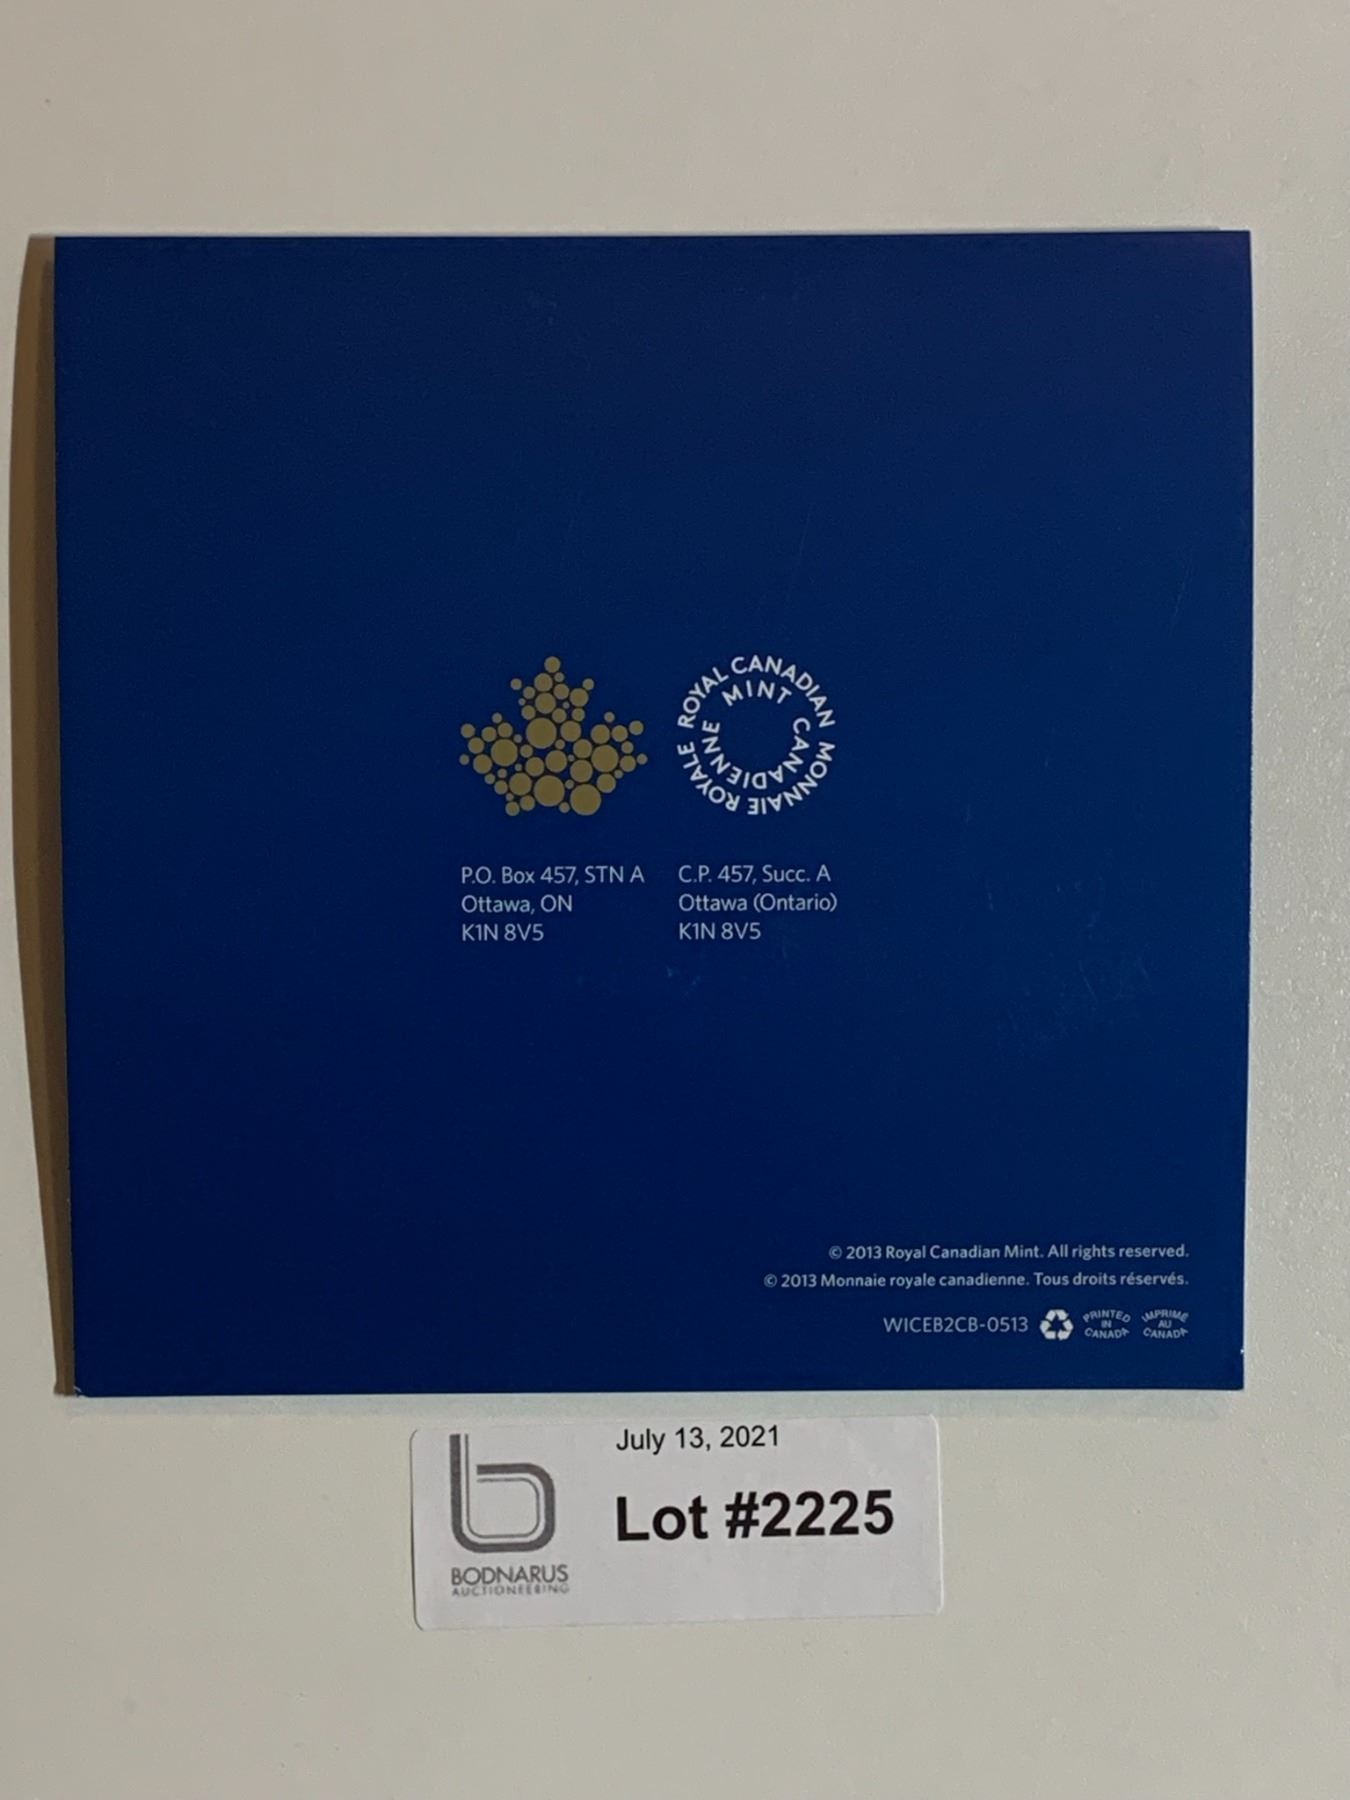 ROYAL CANADIAN MINT
MONNAIE ROYALE CANADIENNE
P.O. Box 457, STN A
Ottawa, ON
K1N 8V5
C.P. 457, Succ. A
Ottawa (Ontario)
K1N 8V5
© 2013 Royal Canadian Mint. All rights reserved.
© 2013 Monnaie royale canadienne. Tous droits réservés.
WICEB2CB-0513
PRINTED
IN
CANADA
IMPRIMÉ
AU
CANADA
July 13, 2021
Lot #2225
BODNARUS
AUCTIONEERING